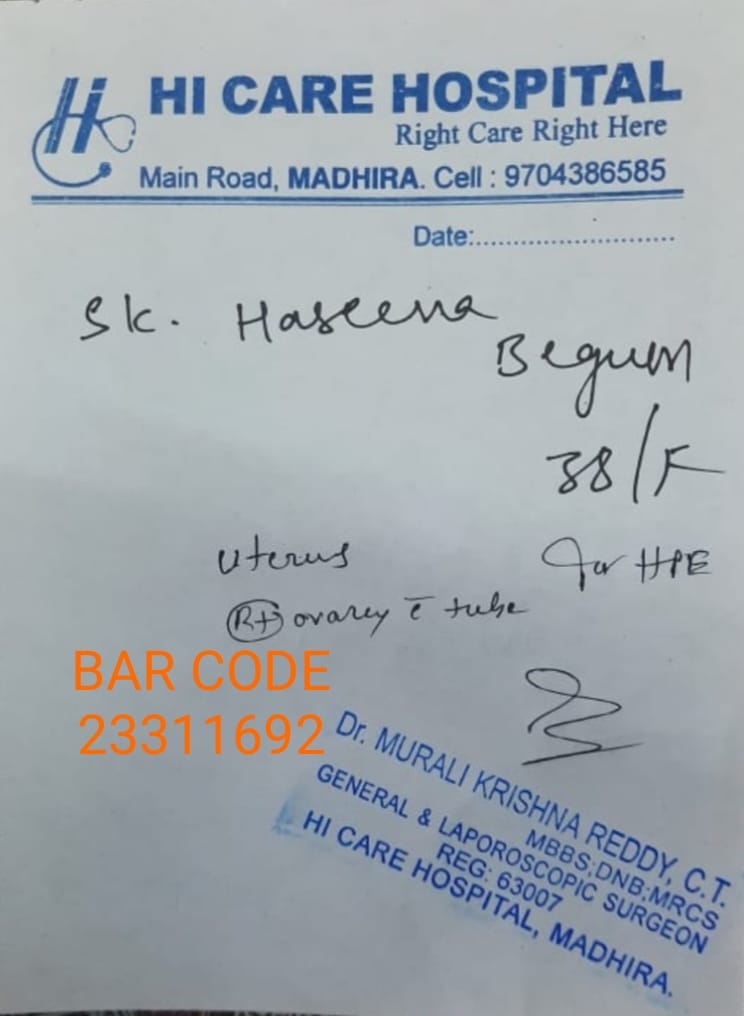 Hi
HI CARE HOSPITAL
Right Care Right Here
Main Road, MADHIRA. Cell : 9704386585
Date:............................
Sk. Haseena
Begum
38/F
Uterus for HPE
Rt ovarey c̄ tube
BAR CODE
23311692
Dr. MURALI KRISHNA REDDY, C.T.
MBBS;DNB;MRCS
GENERAL & LAPOROSCOPIC SURGEON
REG: 63007
HI CARE HOSPITAL, MADHIRA.